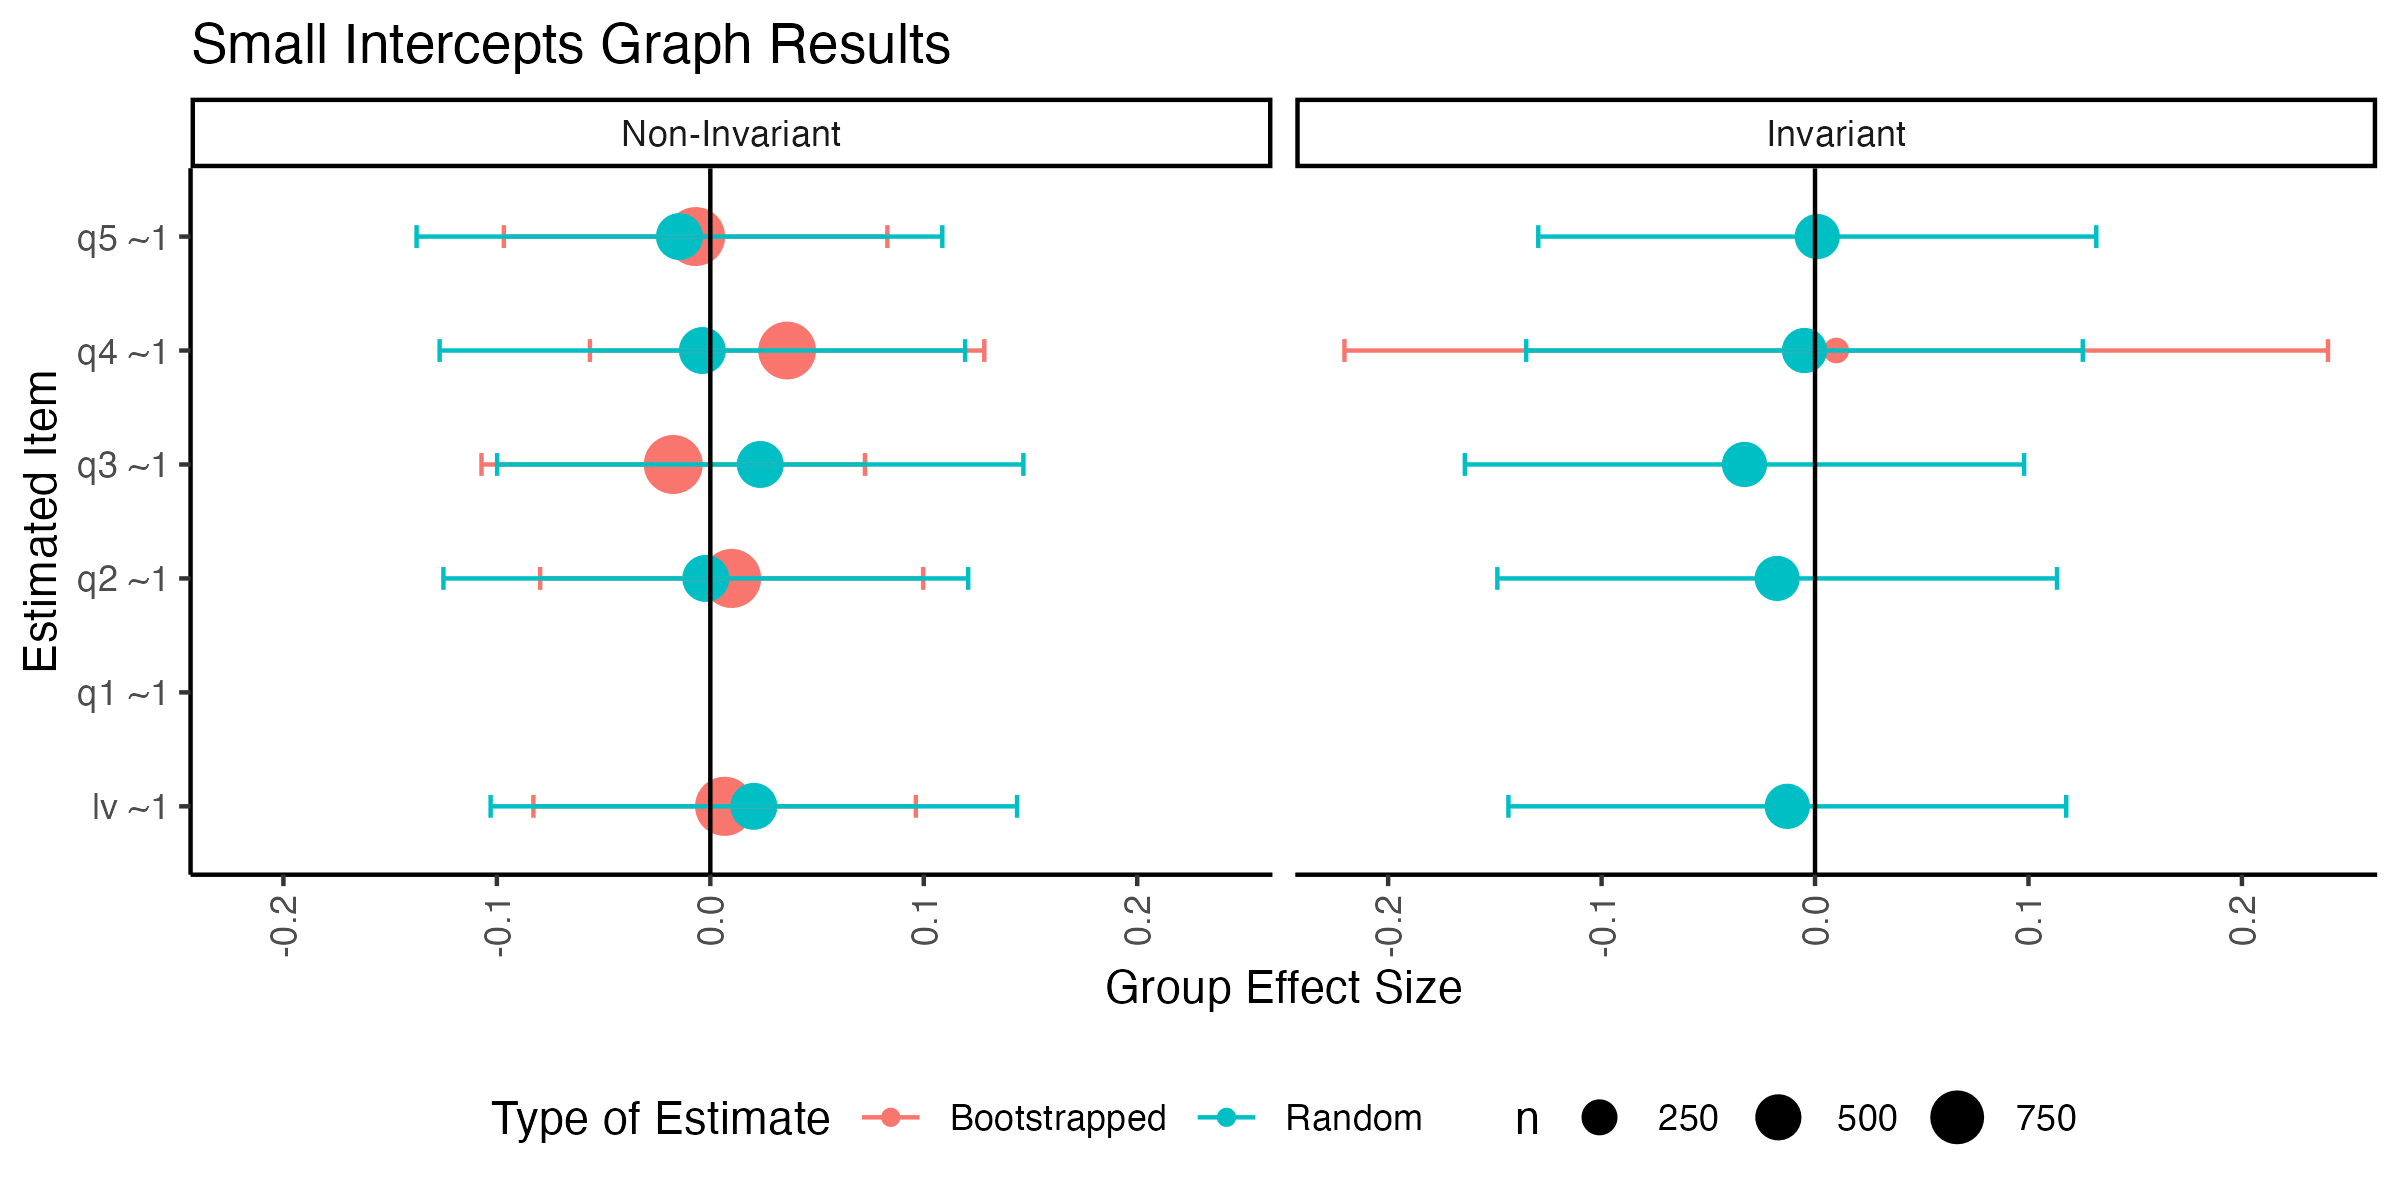 Small Intercepts Graph Results
Non-Invariant
Invariant
Estimated Item
q5 ~1
q4 ~1
q3 ~1
q2 ~1
q1 ~1
lv ~1
-0.2 -0.1 0.0 0.1 0.2
-0.2 -0.1 0.0 0.1 0.2
Group Effect Size
Type of Estimate Bootstrapped Random n 250 500 750